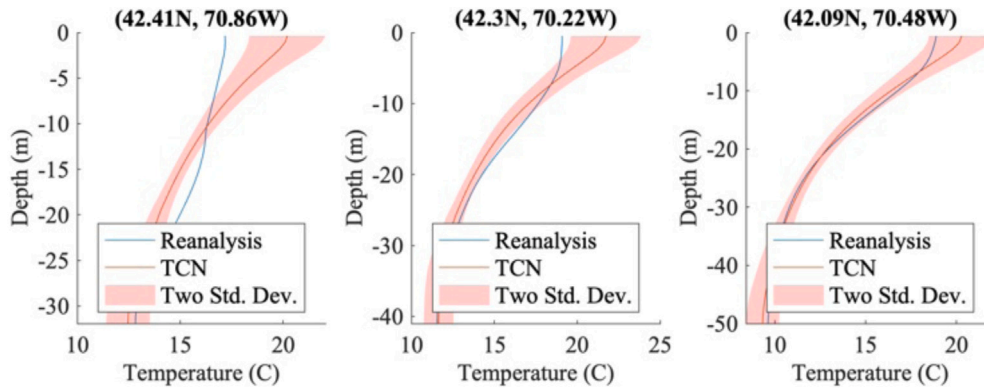 (42.41N, 70.86W)
0
-5
-10
-15
-20
-25
-30
Depth (m)
Reanalysis
TCN
Two Std. Dev.
10 15 20
Temperature (C)
(42.3N, 70.22W)
0
-10
-20
-30
-40
Depth (m)
Reanalysis
TCN
Two Std. Dev.
10 15 20 25
Temperature (C)
(42.09N, 70.48W)
0
-10
-20
-30
-40
-50
Depth (m)
Reanalysis
TCN
Two Std. Dev.
10 15 20
Temperature (C)